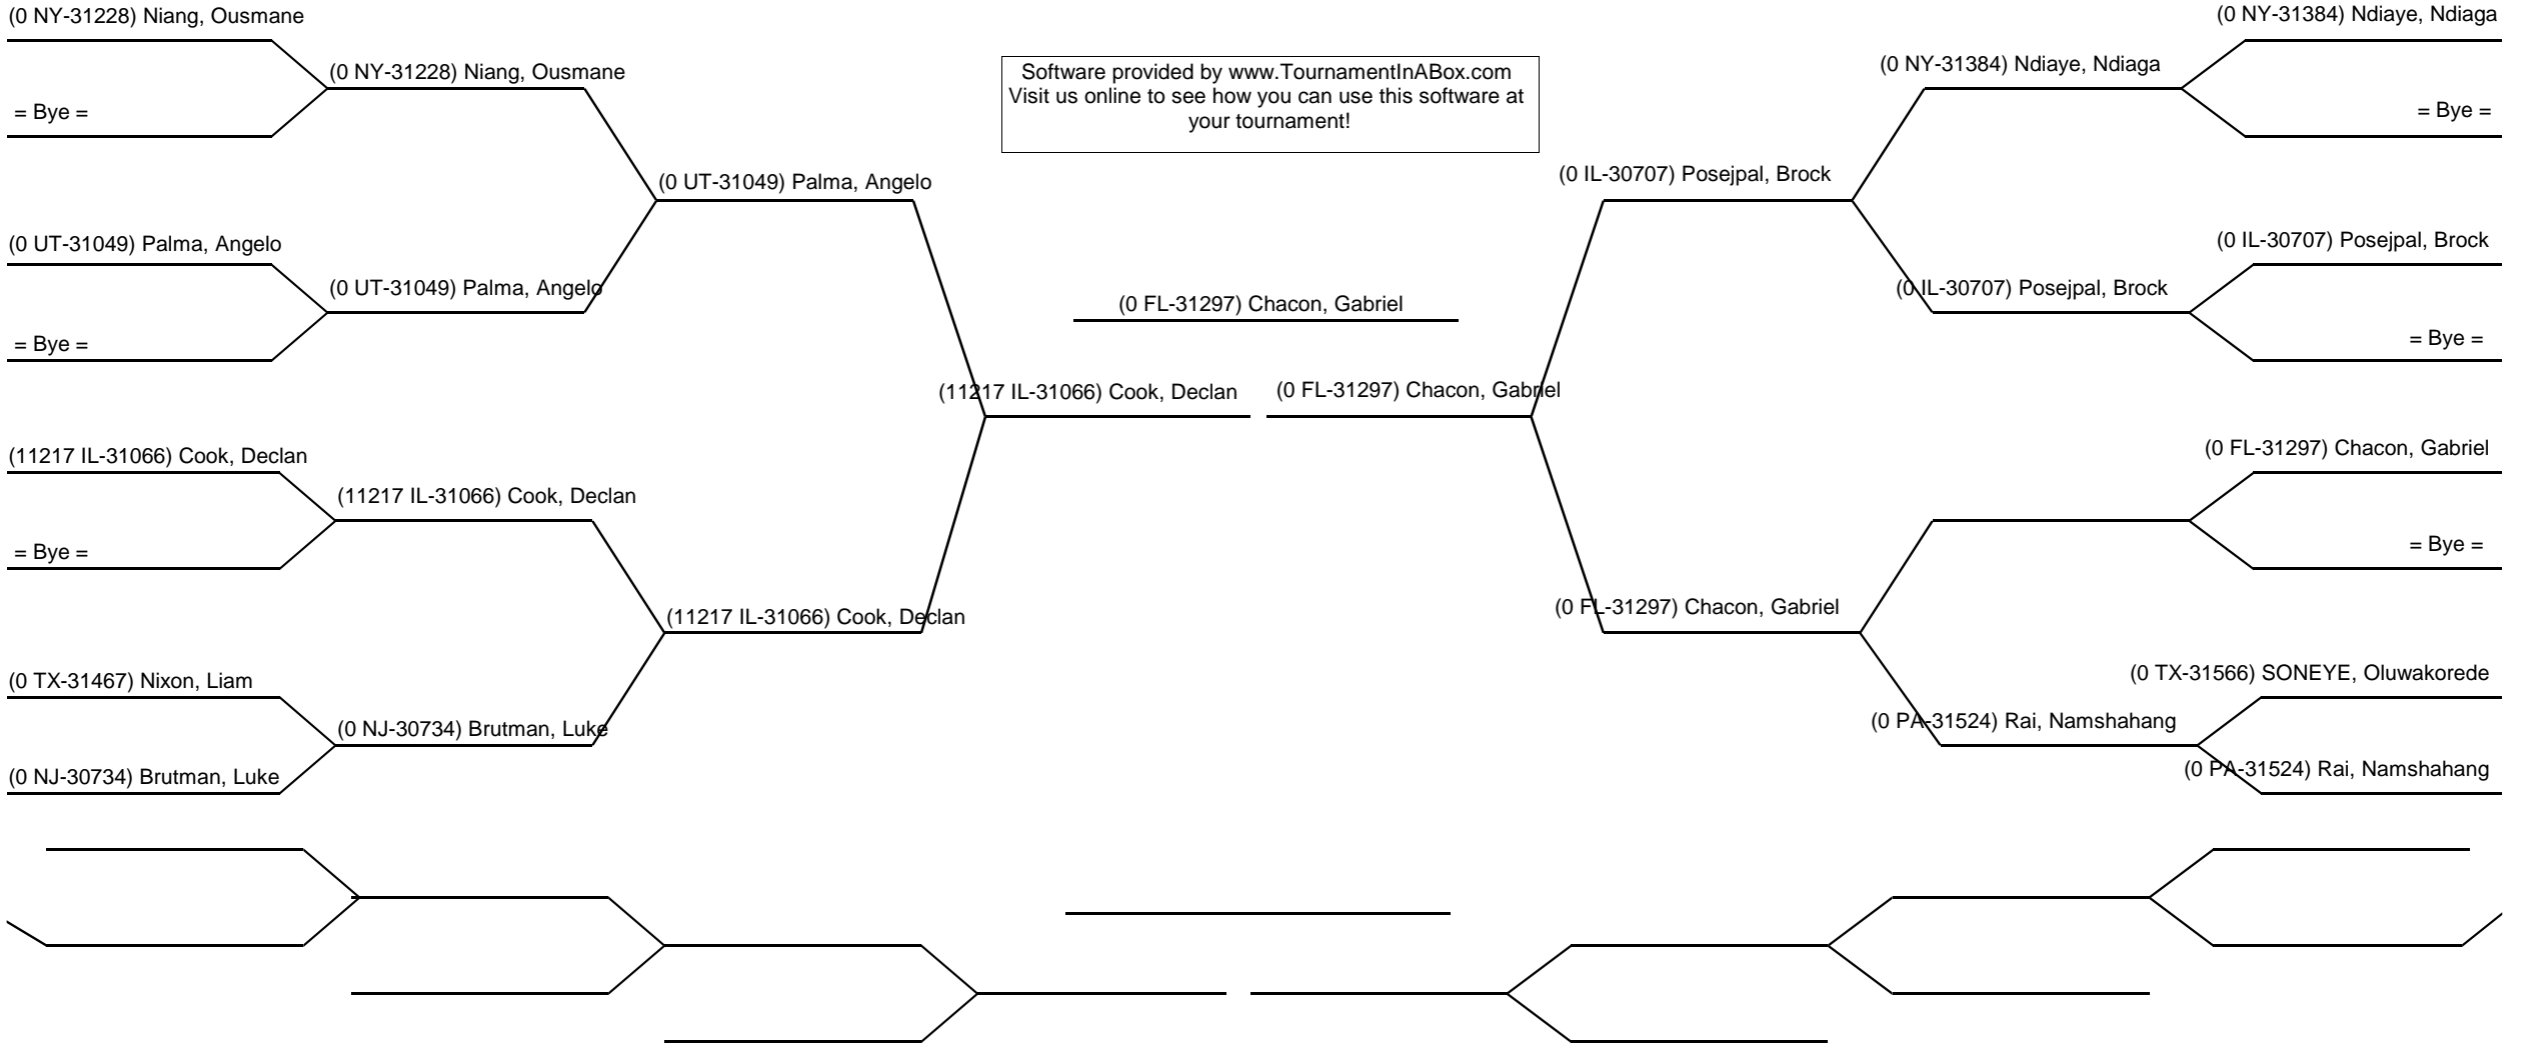 (0 NY-31228) Niang, Ousmane
= Bye =
(0 UT-31049) Palma, Angelo
= Bye =
(11217 IL-31066) Cook, Declan
= Bye =
(0 TX-31467) Nixon, Liam
(0 NJ-30734) Brutman, Luke
(0 NY-31228) Niang, Ousmane
(0 UT-31049) Palma, Angelo
(11217 IL-31066) Cook, Declan
(0 NJ-30734) Brutman, Luke
(0 UT-31049) Palma, Angelo
(11217 IL-31066) Cook, Declan
(11217 IL-31066) Cook, Declan
Software provided by www.TournamentInABox.com
Visit us online to see how you can use this software at
your tournament!
(0 FL-31297) Chacon, Gabriel
(0 FL-31297) Chacon, Gabriel
(0 IL-30707) Posejpal, Brock
(0 FL-31297) Chacon, Gabriel
(0 NY-31384) Ndiaye, Ndiaga
(0 IL-30707) Posejpal, Brock
(0 PA-31524) Rai, Namshahang
(0 NY-31384) Ndiaye, Ndiaga
= Bye =
(0 IL-30707) Posejpal, Brock
= Bye =
(0 FL-31297) Chacon, Gabriel
= Bye =
(0 TX-31566) SONEYE, Oluwakorede
(0 PA-31524) Rai, Namshahang